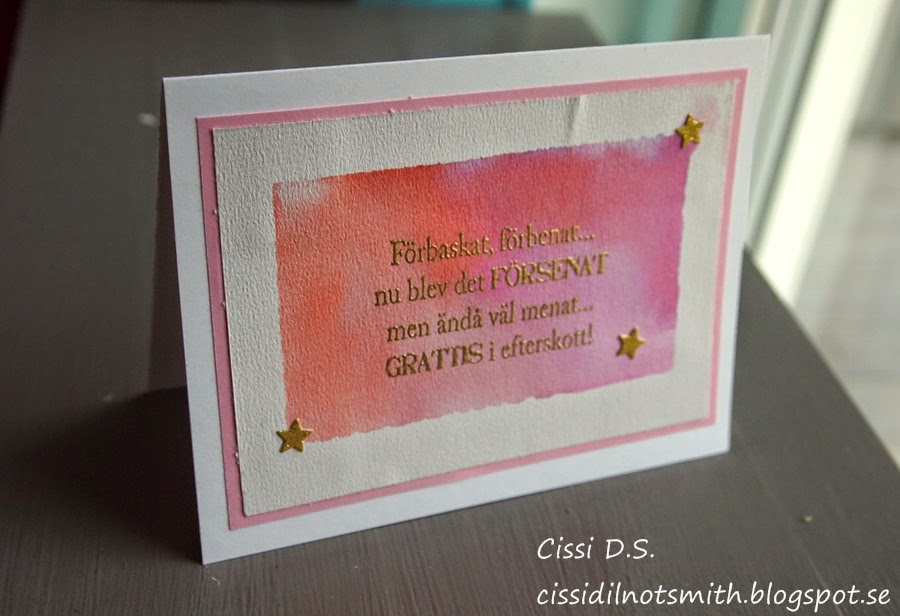 Förbaskat, förbenat...
nu blev det FÖRSENAT
men ändå väl menat...
GRATTIS i efterskott!
Cissi D.S.
cissidilnotsmith.blogspot.se